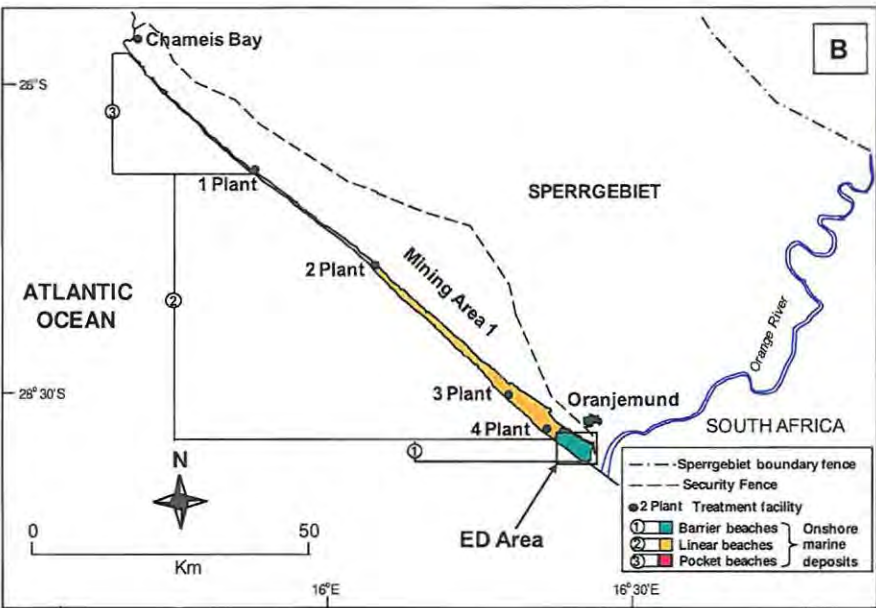 Chameis Bay
B
28°S
3
1 Plant
SPERRGEBIET
2 Plant
Mining Area 1
ATLANTIC
OCEAN
2
Orange River
28°30'S
3 Plant
Oranjemund
4 Plant
SOUTH AFRICA
1
N
Sperrgebiet boundary fence
Security Fence
2 Plant Treatment facility
1 Barrier beaches
2 Linear beaches
3 Pocket beaches
Onshore
marine
deposits
ED Area
0 50
Km
16°E
16°30'E